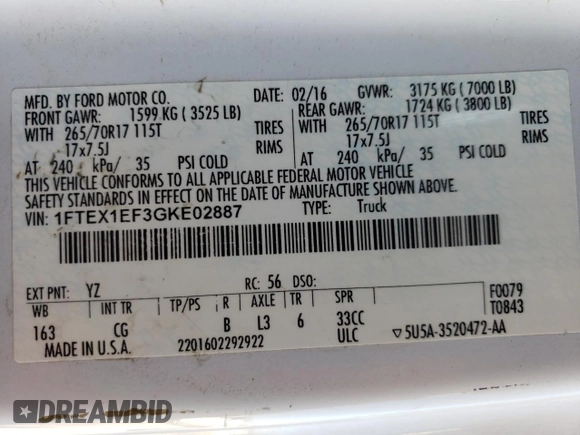 MFD. BY FORD MOTOR CO.
DATE: 02/16 GVWR: 3175 KG ( 7000 LB)
FRONT GAWR: 1599 KG ( 3525 LB) REAR GAWR: 1724 KG ( 3800 LB)
WITH 265/70R17 115T TIRES WITH 265/70R17 115T TIRES
17x7.5J RIMS 17x7.5J RIMS
AT 240 kPa/ 35 PSI COLD AT 240 kPa/ 35 PSI COLD
THIS VEHICLE CONFORMS TO ALL APPLICABLE FEDERAL MOTOR VEHICLE
SAFETY STANDARDS IN EFFECT ON THE DATE OF MANUFACTURE SHOWN ABOVE.
VIN: 1FTEX1EF3GKE02887 TYPE: Truck
EXT PNT: YZ RC: 56 DSO: F0079
WB INT TR TP/PS R AXLE TR SPR T0843
163 CG B L3 6 33CC
MADE IN U.S.A. 2201602292922 ULC ▽5U5A-3520472-AA
DREAMBID